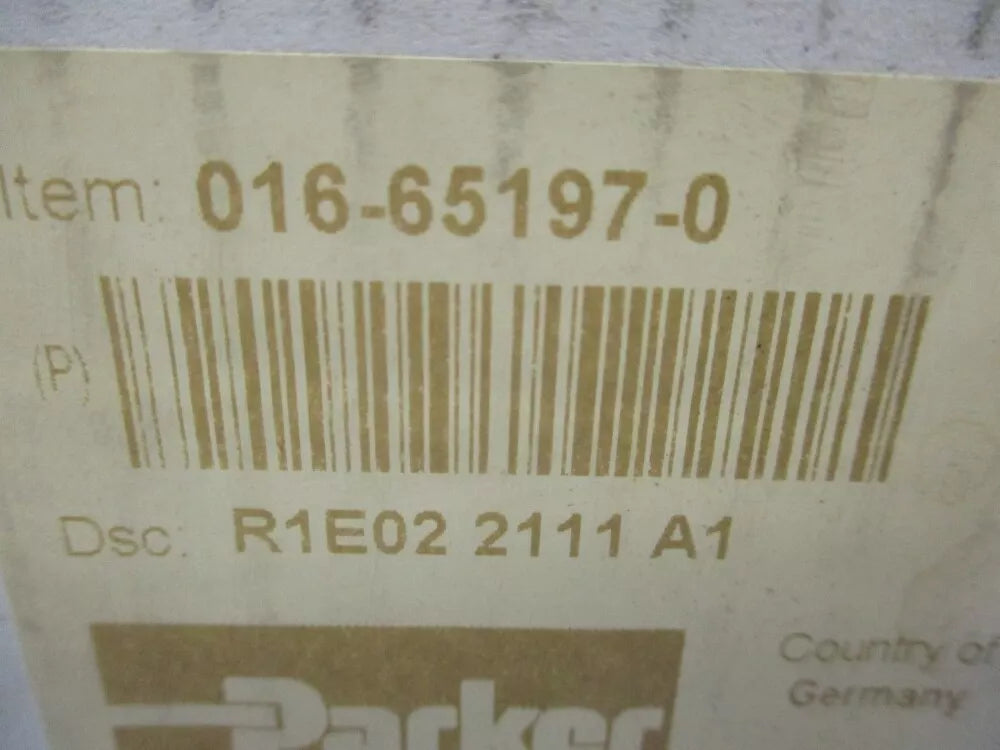 Item: 016-65197-0
(P)
Dsc: R1E02 2111 A1
Parker
Country of
Germany